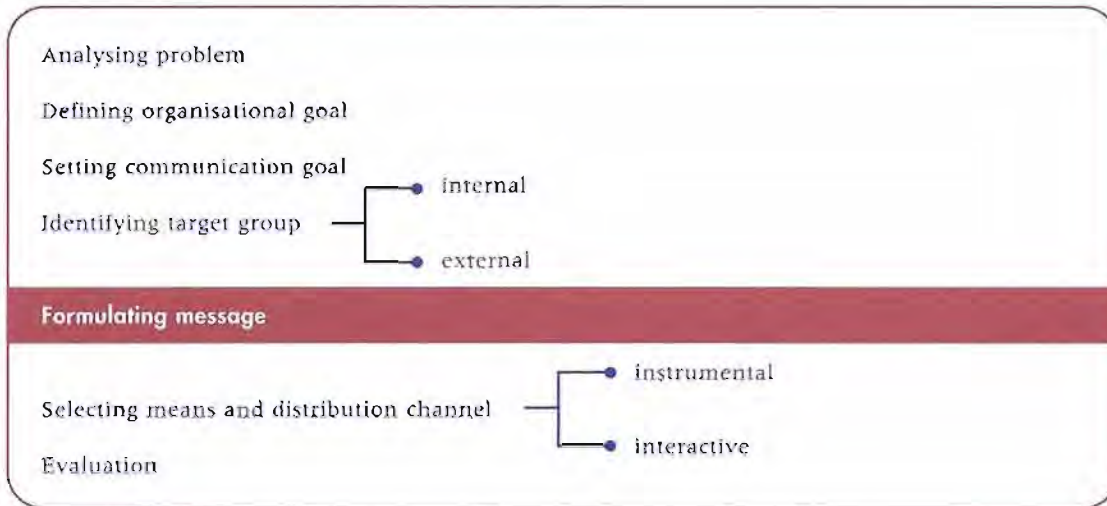 Analysing problem
Defining organisational goal
Setting communication goal
internal
Identifying target group
external
Formulating message
instrumental
Selecting means and distribution channel
interactive
Evaluation